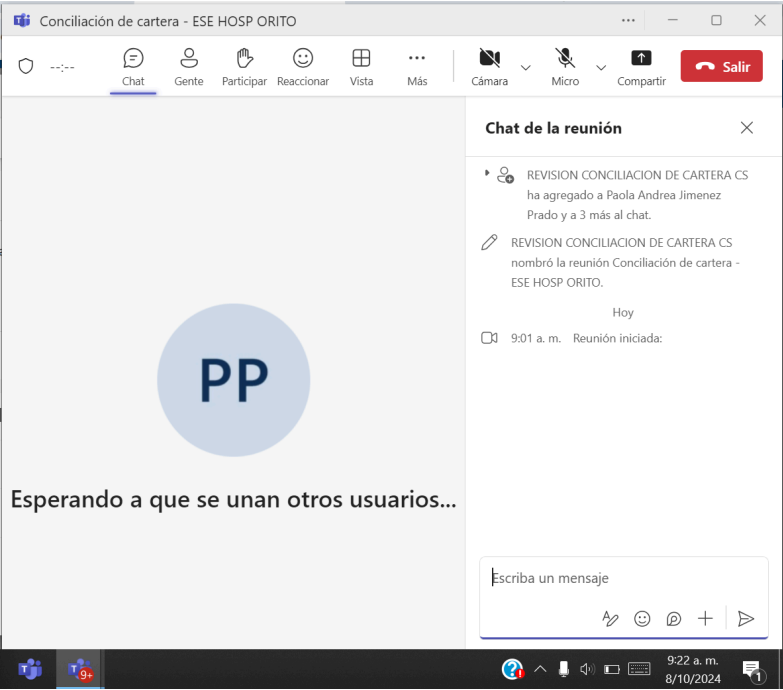 Conciliación de cartera - ESE HOSP ORITO
--:--
Chat
Gente
Participar
Reaccionar
Vista
Más
Cámara
Micro
Compartir
Salir
PP
Esperando a que se unan otros usuarios...
Chat de la reunión
REVISION CONCILIACION DE CARTERA CS
ha agregado a Paola Andrea Jimenez
Prado y a 3 más al chat.
REVISION CONCILIACION DE CARTERA CS
nombró la reunión Conciliación de cartera -
ESE HOSP ORITO.
Hoy
9:01 a. m. Reunión iniciada:
Escriba un mensaje
9+
9:22 a. m.
8/10/2024
1